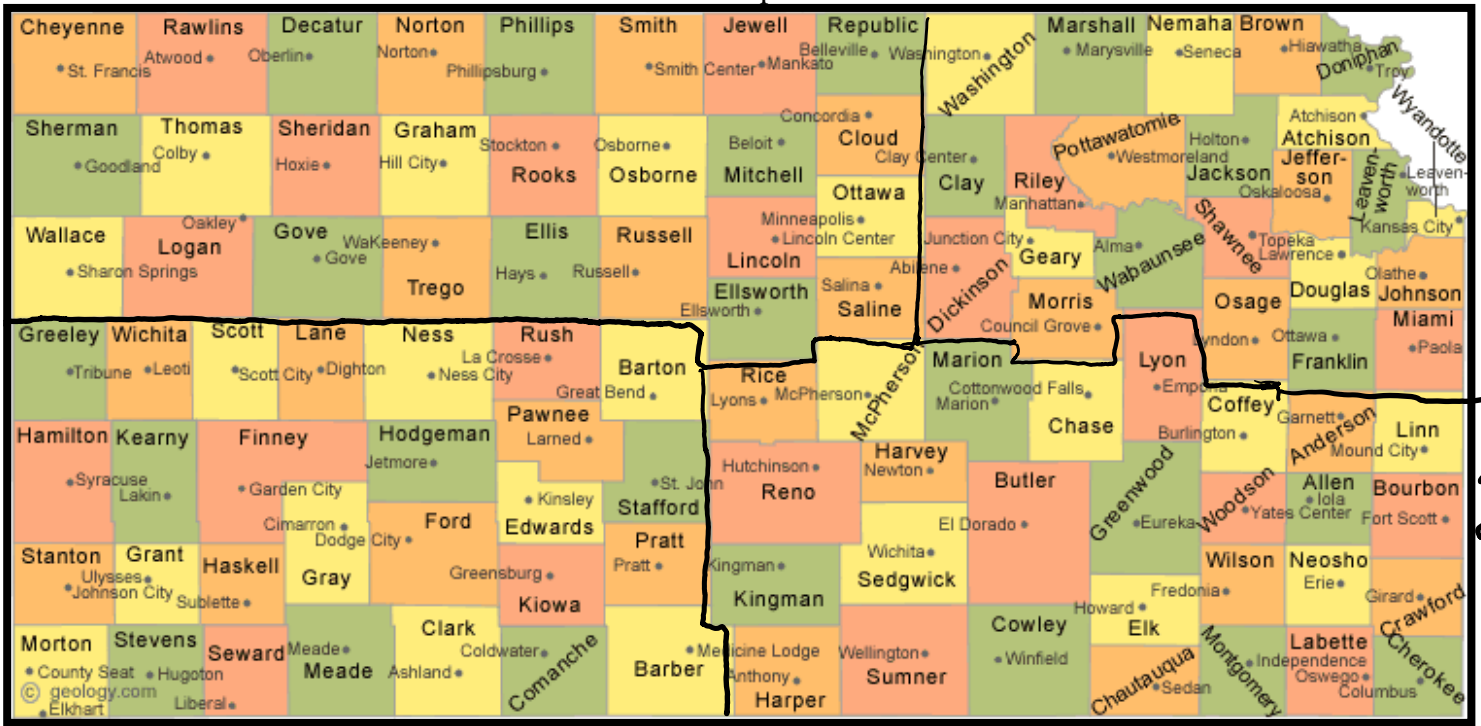 Cheyenne
St. Francis
Rawlins
Atwood
Decatur
Oberlin
Norton
Norton
Phillips
Phillipsburg
Smith
Smith Center
Jewell
Mankato
Republic
Belleville
Washington
Washington
Marshall
Marysville
Nemaha
Seneca
Brown
Hiawatha
Doniphan
Troy
Sherman
Goodland
Thomas
Colby
Sheridan
Hoxie
Graham
Hill City
Rooks
Stockton
Osborne
Osborne
Mitchell
Beloit
Cloud
Concordia
Clay
Clay Center
Riley
Manhattan
Pottawatomie
Westmoreland
Jackson
Holton
Atchison
Atchison
Jeffer-
son
Oskaloosa
Leaven-
worth
Leaven-
worth
Wyandotte
Kansas City
Ottawa
Minneapolis
Wallace
Sharon Springs
Logan
Oakley
Gove
Gove
Trego
WaKeeney
Ellis
Hays
Russell
Russell
Lincoln
Lincoln Center
Ellsworth
Ellsworth
Saline
Salina
Dickinson
Abilene
Geary
Junction City
Morris
Council Grove
Wabaunsee
Alma
Shawnee
Topeka
Osage
Lyndon
Douglas
Lawrence
Johnson
Olathe
Franklin
Ottawa
Miami
Paola
Greeley
Tribune
Wichita
Leoti
Scott
Scott City
Lane
Dighton
Ness
Ness City
Rush
La Crosse
Barton
Great Bend
Rice
Lyons
McPherson
McPherson
Marion
Marion
Chase
Cottonwood Falls
Lyon
Emporia
Coffey
Burlington
Anderson
Garnett
Linn
Mound City
Hamilton
Syracuse
Kearny
Lakin
Finney
Garden City
Hodgeman
Jetmore
Pawnee
Larned
Stafford
St. John
Reno
Hutchinson
Harvey
Newton
Butler
El Dorado
Greenwood
Eureka
Woodson
Yates Center
Allen
Iola
Bourbon
Fort Scott
Stanton
Johnson City
Grant
Ulysses
Haskell
Sublette
Gray
Cimarron
Ford
Dodge City
Edwards
Kinsley
Kiowa
Greensburg
Pratt
Pratt
Kingman
Kingman
Sedgwick
Wichita
Elk
Howard
Wilson
Fredonia
Neosho
Erie
Crawford
Girard
Morton
County Seat
Elkhart
Stevens
Hugoton
Seward
Liberal
Meade
Meade
Clark
Ashland
Comanche
Coldwater
Barber
Medicine Lodge
Harper
Anthony
Sumner
Wellington
Cowley
Winfield
Chautauqua
Sedan
Montgomery
Independence
Labette
Oswego
Cherokee
Columbus
© geology.com